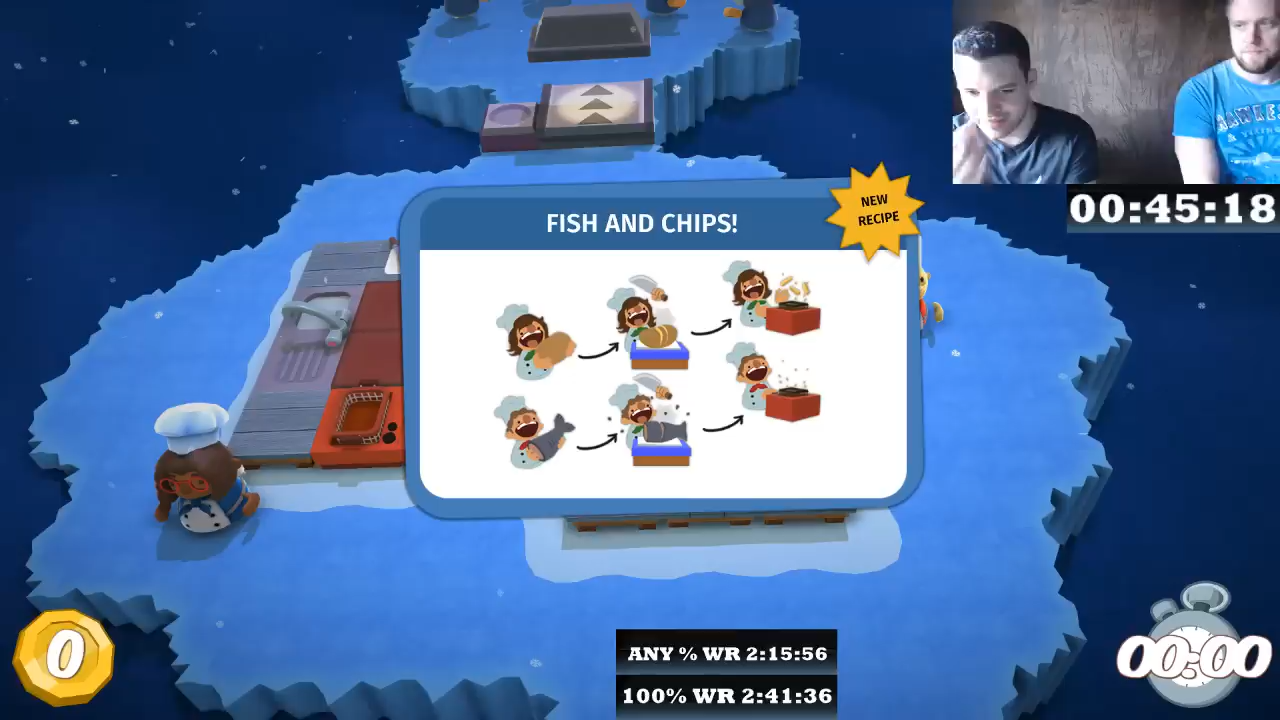 NEW
RECIPE
FISH AND CHIPS!
00:45:18
0
ANY % WR 2:15:56
100% WR 2:41:36
00:00